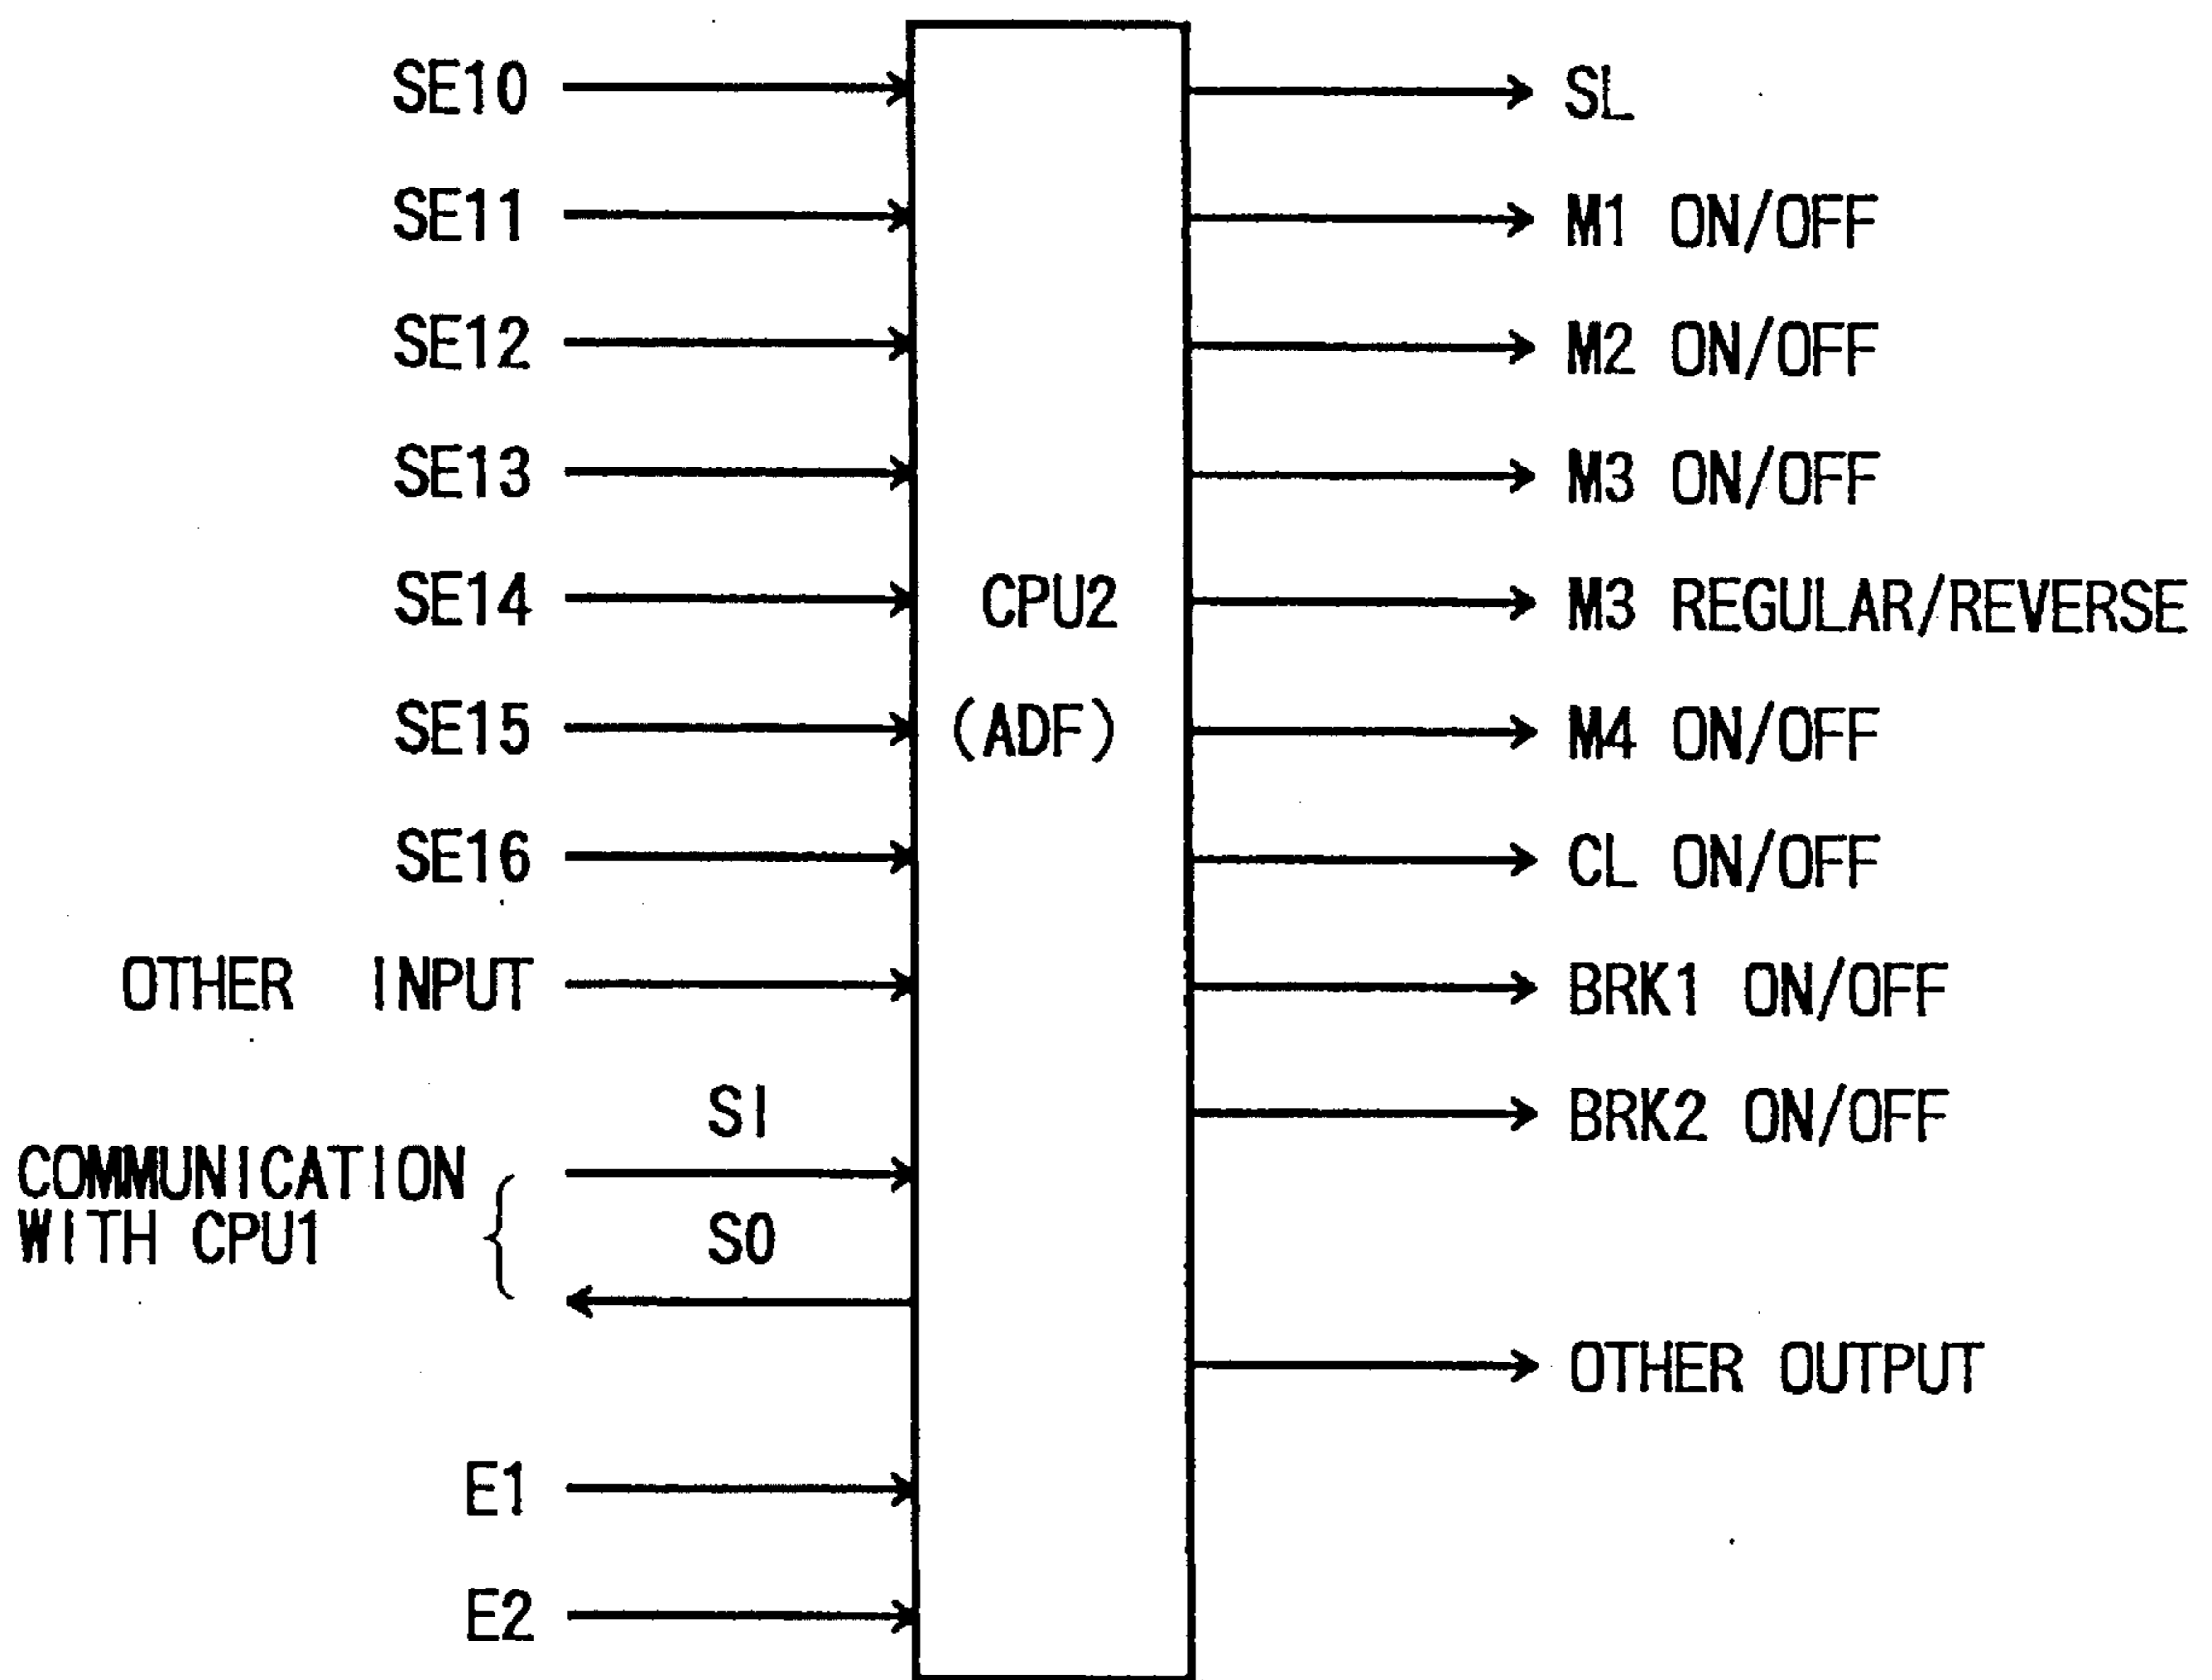 SE10
SE11
SE12
SE13
SE14
SE15
SE16
OTHER INPUT
SI
COMMUNICATION
WITH CPU1
SO
E1
E2
CPU2
(ADF)
SL
M1 ON/OFF
M2 ON/OFF
M3 ON/OFF
M3 REGULAR/REVERSE
M4 ON/OFF
CL ON/OFF
BRK1 ON/OFF
BRK2 ON/OFF
OTHER OUTPUT